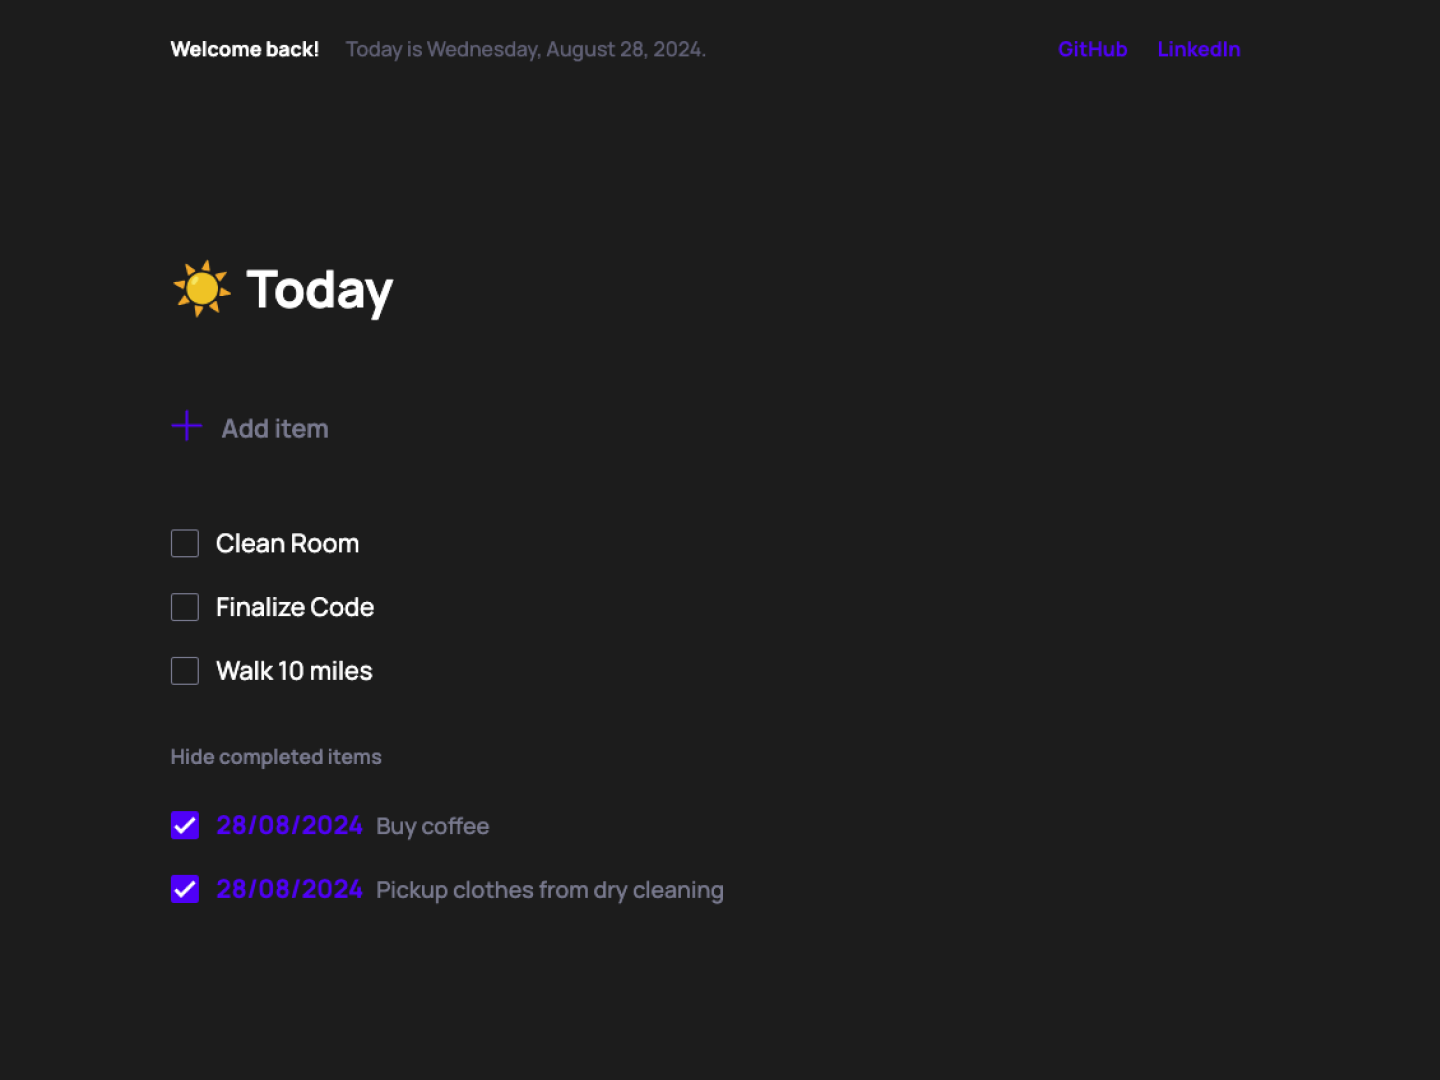 Welcome back! Today is Wednesday, August 28, 2024. GitHub LinkedIn
Today
Add item
Clean Room
Finalize Code
Walk 10 miles
Hide completed items
28/08/2024 Buy coffee
28/08/2024 Pickup clothes from dry cleaning